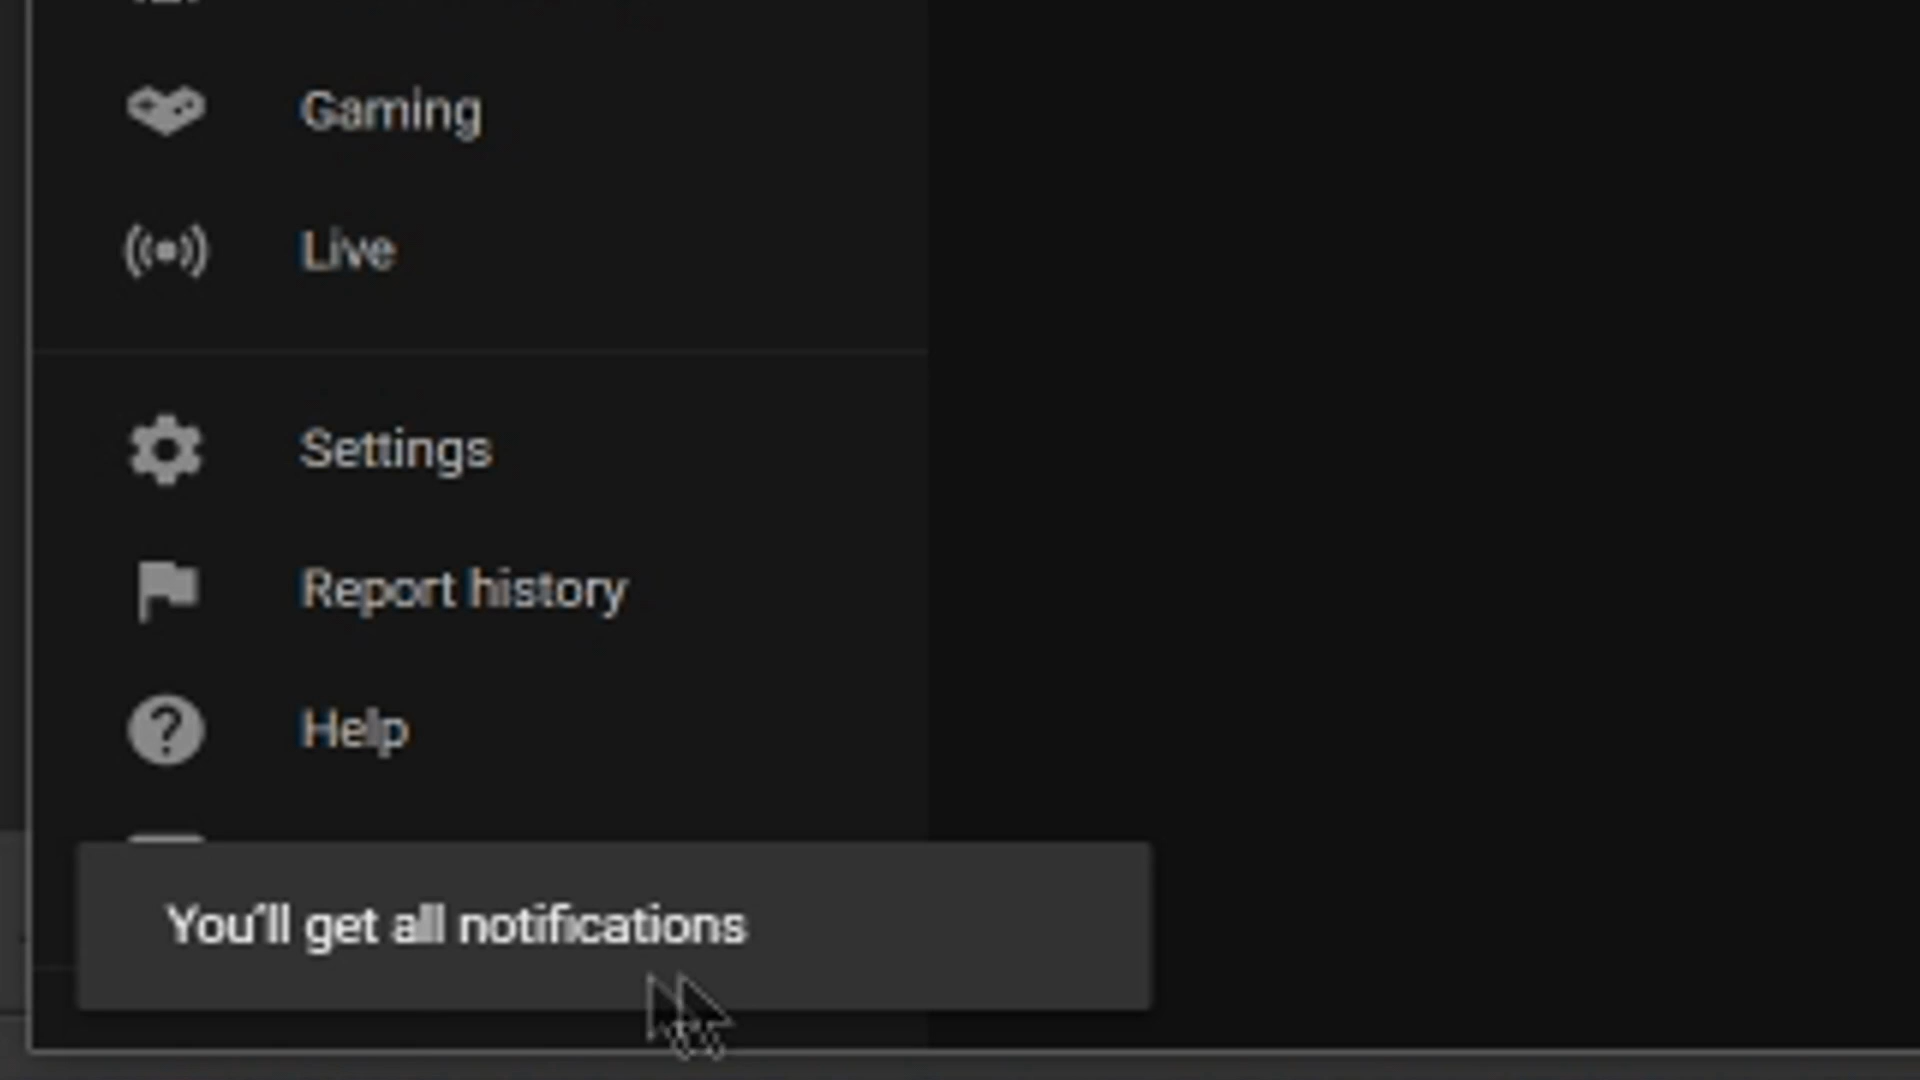 Gaming
Live
Settings
Report history
Help
You'll get all notifications